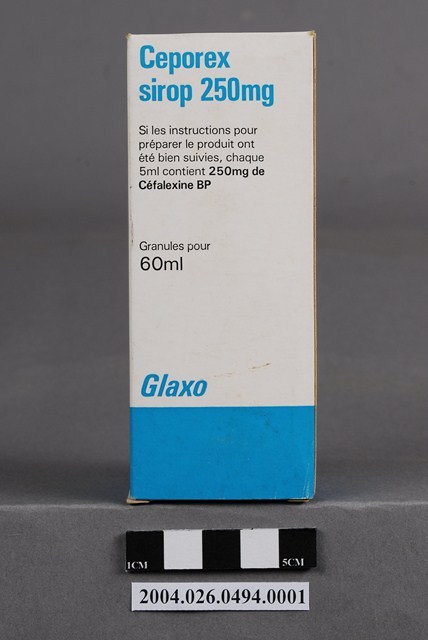 Ceporex
sirop 250mg
Si les instructions pour
préparer le produit ont
été bien suivies, chaque
5ml contient 250mg de
Céfalexine BP
Granules pour
60ml
Glaxo
1CM 5CM
2004.026.0494.0001